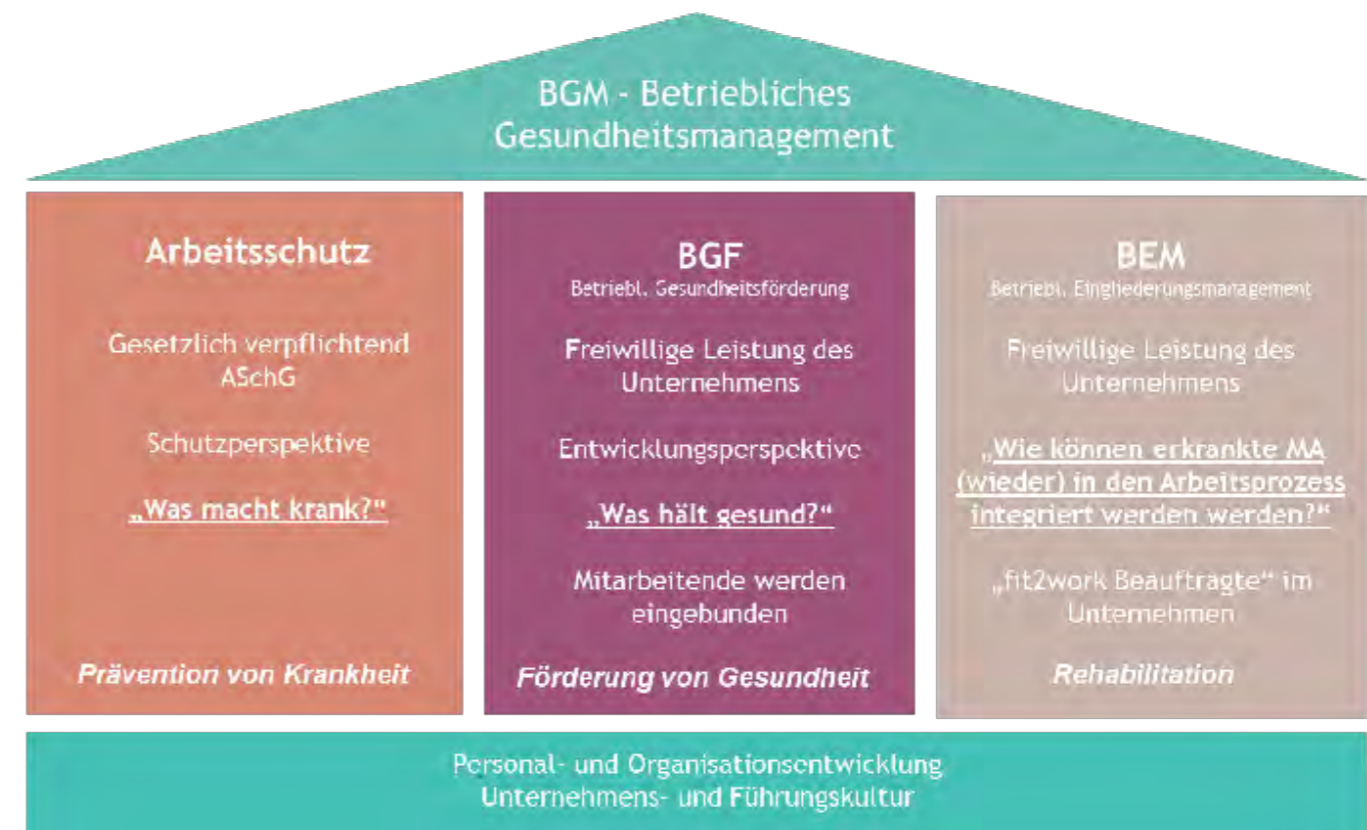 BGM - Betriebliches
Gesundheitsmanagement
Arbeitsschutz
Gesetzlich verpflichtend
ASchG
Schutzperspektive
„Was macht krank?“
Prävention von Krankheit
BGF
Betriebl. Gesundheitsförderung
Freiwillige Leistung des
Unternehmens
Entwicklungsperspektive
„Was hält gesund?“
Mitarbeitende werden
eingebunden
Förderung von Gesundheit
BEM
Betriebl. Eingliederungsmanagement
Freiwillige Leistung des
Unternehmens
„Wie können erkrankte MA
(wieder) in den Arbeitsprozess
integriert werden werden?“
„fit2work Beauftragte“ im
Unternehmen
Rehabilitation
Personal- und Organisationsentwicklung
Unternehmens- und Führungskultur